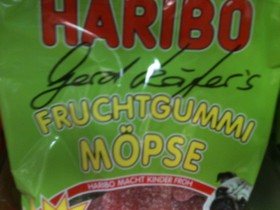 HARIBO
Gerd Käfer's
FRUCHTGUMMI
MÖPSE
HARIBO MACHT KINDER FROH